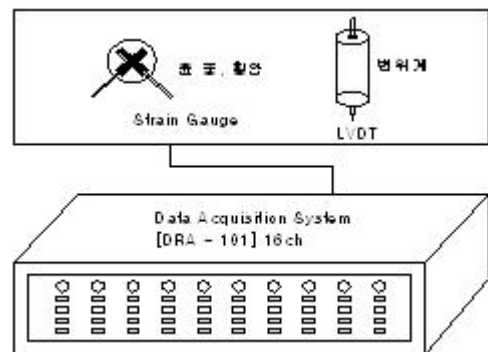 변위계
Strain Gauge
LVDT
Data Acquisition System
[DRA - 101] 16ch